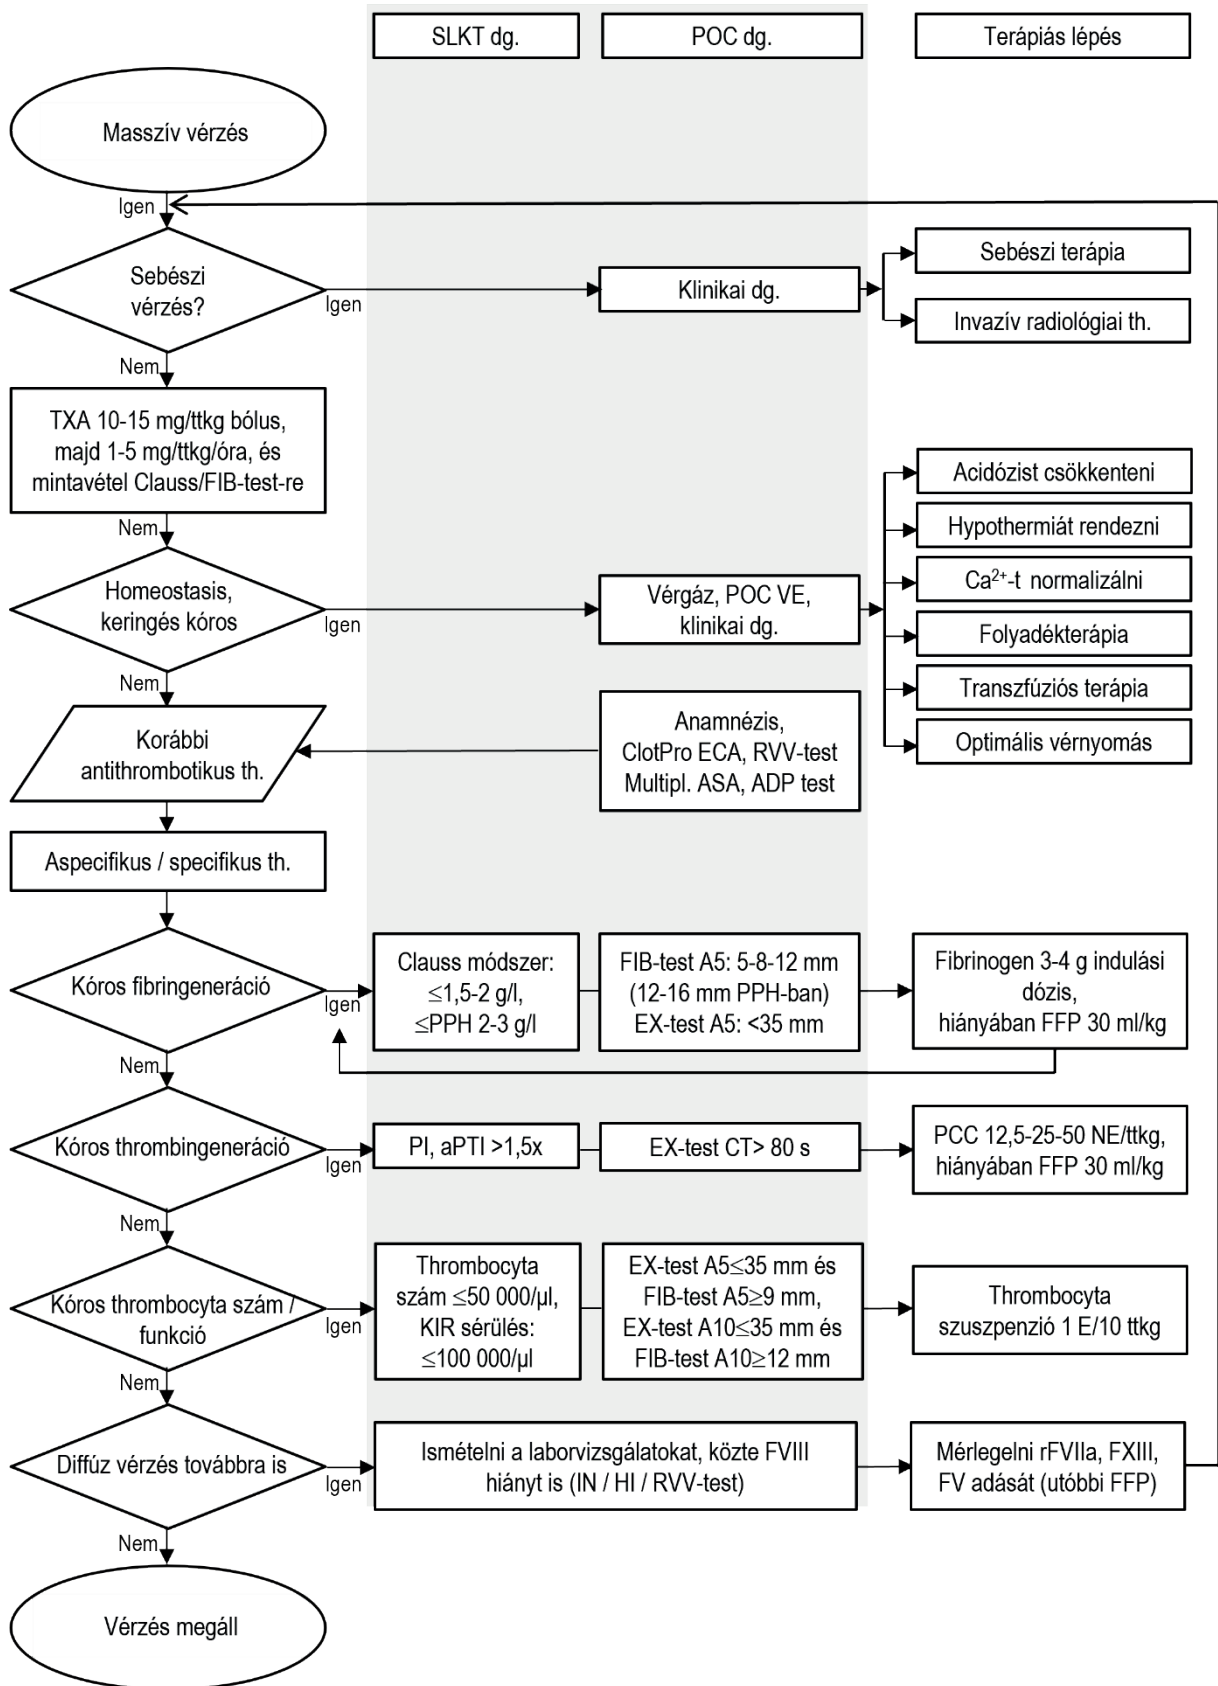 SLKT dg.
POC dg.
Terápiás lépés
Masszív vérzés
Igen
Sebészi
vérzés?
Igen
Klinikai dg.
Sebészi terápia
Invazív radiológiai th.
Nem
TXA 10-15 mg/ttkg bólus,
majd 1-5 mg/ttkg/óra, és
mintavétel Clauss/FIB-test-re
Nem
Homeostasis,
keringés kóros
Igen
Vérgáz, POC VE,
klinikai dg.
Acidózist csökkenteni
Hypothermiát rendezni
Ca²⁺-t normalizálni
Folyadékterápia
Transzfúziós terápia
Optimális vérnyomás
Nem
Korábbi
antithrombotikus th.
Anamnézis,
ClotPro ECA, RVV-test
Multipl. ASA, ADP test
Aspecifikus / specifikus th.
Kóros fibringeneráció
Igen
Clauss módszer:
≤1,5-2 g/l,
≤PPH 2-3 g/l
FIB-test A5: 5-8-12 mm
(12-16 mm PPH-ban)
EX-test A5: <35 mm
Fibrinogen 3-4 g indulási
dózis,
hiányában FFP 30 ml/kg
Nem
Kóros thrombingeneráció
Igen
PI, aPTI >1,5x
EX-test CT> 80 s
PCC 12,5-25-50 NE/ttkg,
hiányában FFP 30 ml/kg
Nem
Kóros thrombocyta szám /
funkció
Igen
Thrombocyta
szám ≤50 000/µl,
KIR sérülés:
≤100 000/µl
EX-test A5≤35 mm és
FIB-test A5≥9 mm,
EX-test A10≤35 mm és
FIB-test A10≥12 mm
Thrombocyta
szuszpenzió 1 E/10 ttkg
Nem
Diffúz vérzés továbbra is
Igen
Ismételni a laborvizsgálatokat, közte FVIII
hiányt is (IN / HI / RVV-test)
Mérlegelni rFVIIa, FXIII,
FV adását (utóbbi FFP)
Nem
Vérzés megáll